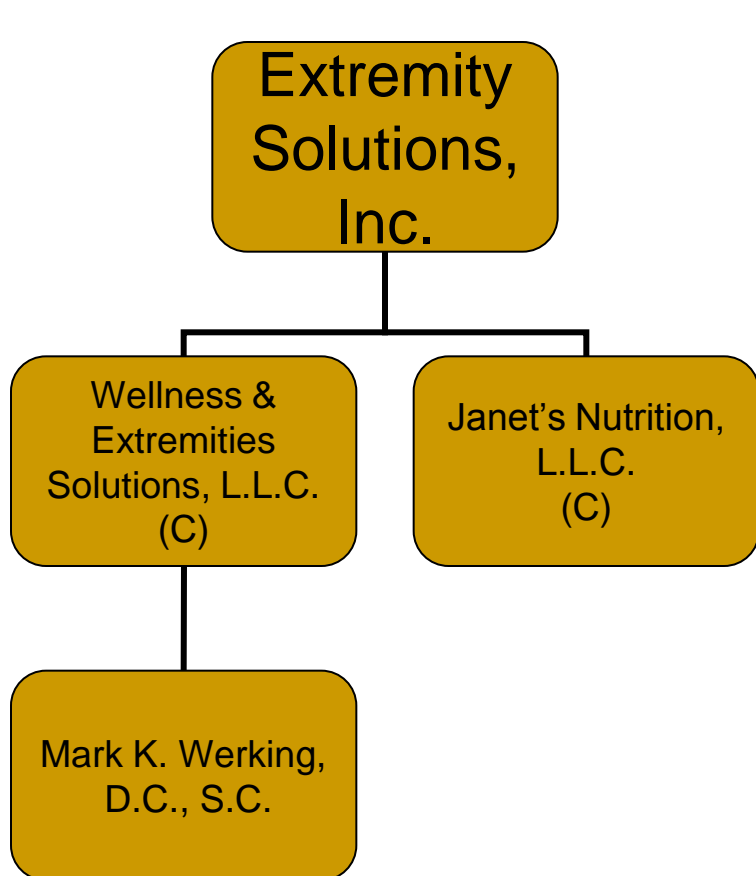 Extremity
Solutions,
Inc.
Wellness &
Extremities
Solutions, L.L.C.
(C)
Janet’s Nutrition,
L.L.C.
(C)
Mark K. Werking,
D.C., S.C.